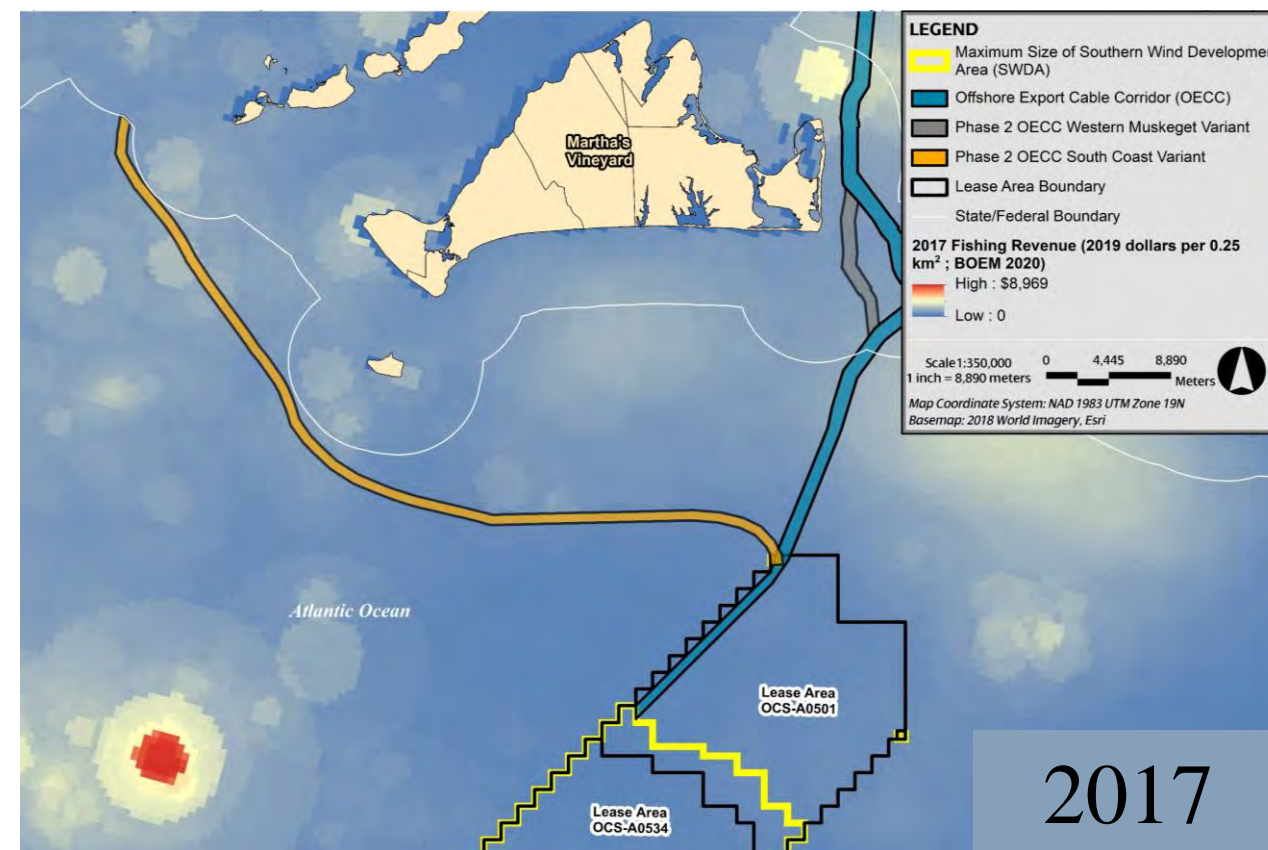 LEGEND
Maximum Size of Southern Wind Developme
Area (SWDA)
Offshore Export Cable Corridor (OECC)
Phase 2 OECC Western Muskeget Variant
Phase 2 OECC South Coast Variant
Lease Area Boundary
State/Federal Boundary
2017 Fishing Revenue (2019 dollars per 0.25
km² ; BOEM 2020)
High : $8,969
Low : 0
Scale1:350,000
1 inch = 8,890 meters
0 4,445 8,890
Meters
Map Coordinate System: NAD 1983 UTM Zone 19N
Basemap: 2018 World Imagery, Esri
Martha's
Vineyard
Atlantic Ocean
Lease Area
OCS-A0501
Lease Area
OCS-A0534
2017